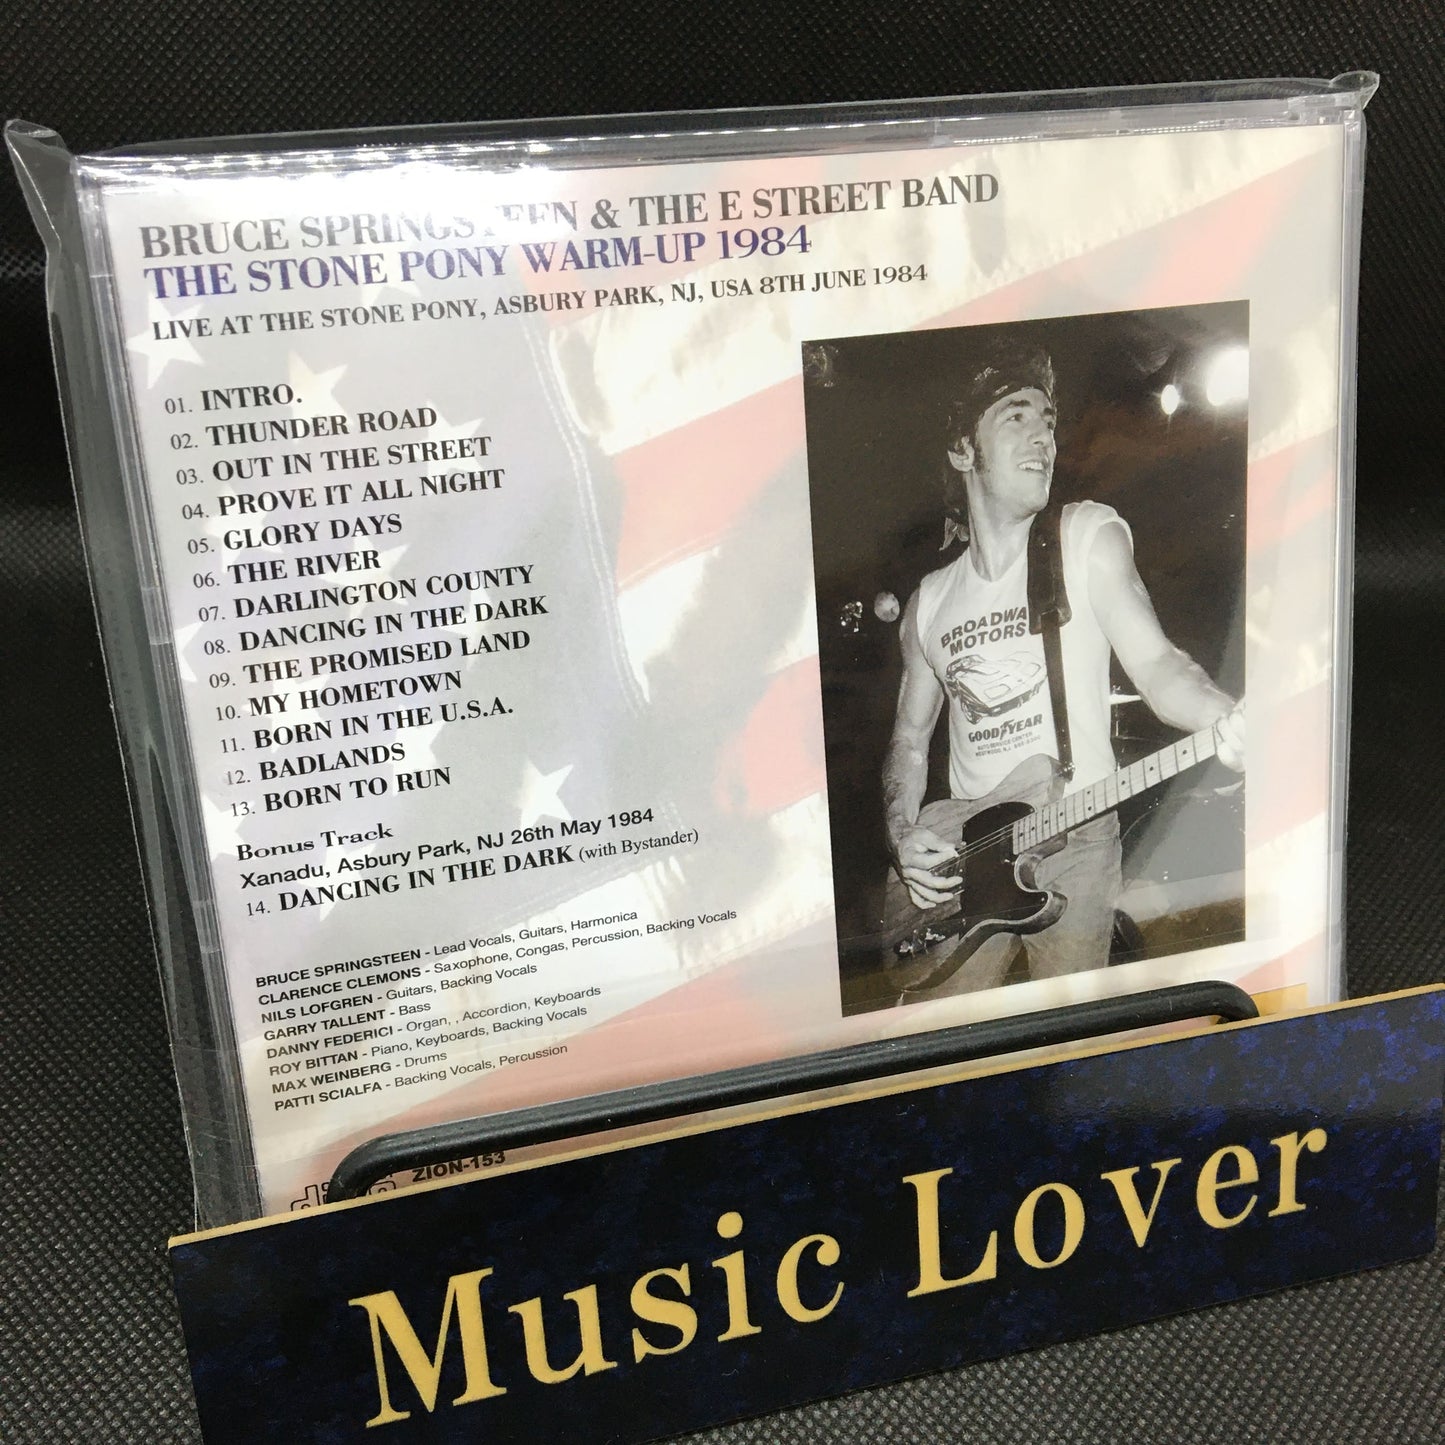 BRUCE SPRINGSTEEN & THE E STREET BAND
THE STONE PONY WARM-UP 1984
LIVE AT THE STONE PONY, ASBURY PARK, NJ, USA 8TH JUNE 1984
01. INTRO.
02. THUNDER ROAD
03. OUT IN THE STREET
04. PROVE IT ALL NIGHT
05. GLORY DAYS
06. THE RIVER
07. DARLINGTON COUNTY
08. DANCING IN THE DARK
09. THE PROMISED LAND
10. MY HOMETOWN
11. BORN IN THE U.S.A.
12. BADLANDS
13. BORN TO RUN
Bonus Track
Xanadu, Asbury Park, NJ 26th May 1984
14. DANCING IN THE DARK (with Bystander)
BRUCE SPRINGSTEEN - Lead Vocals, Guitars, Harmonica
CLARENCE CLEMONS - Saxophone, Congas, Percussion, Backing Vocals
NILS LOFGREN - Guitars, Backing Vocals
GARRY TALLENT - Bass
DANNY FEDERICI - Organ, , Accordion, Keyboards
ROY BITTAN - Piano, Keyboards, Backing Vocals
MAX WEINBERG - Drums
PATTI SCIALFA - Backing Vocals, Percussion
BROADWA
MOTORS
GOODYEAR
AUTO SERVICE CENTER
ZION-153
Music Lover